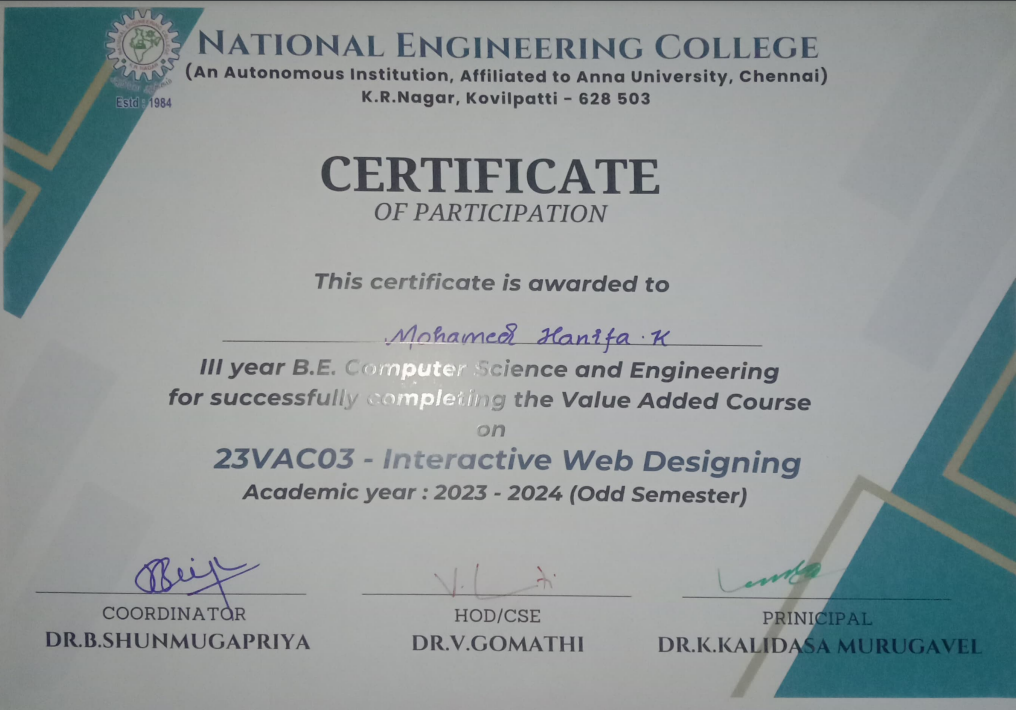 NATIONAL ENGINEERING COLLEGE
(An Autonomous Institution, Affiliated to Anna University, Chennai)
K.R.Nagar, Kovilpatti - 628 503
Estd : 1984
CERTIFICATE
OF PARTICIPATION
This certificate is awarded to
Mohamed Hanifa . K
III year B.E. Computer Science and Engineering
for successfully completing the Value Added Course
on
23VAC03 - Interactive Web Designing
Academic year : 2023 - 2024 (Odd Semester)
COORDINATOR
DR.B.SHUNMUGAPRIYA
HOD/CSE
DR.V.GOMATHI
PRINICIPAL
DR.K.KALIDASA MURUGAVEL